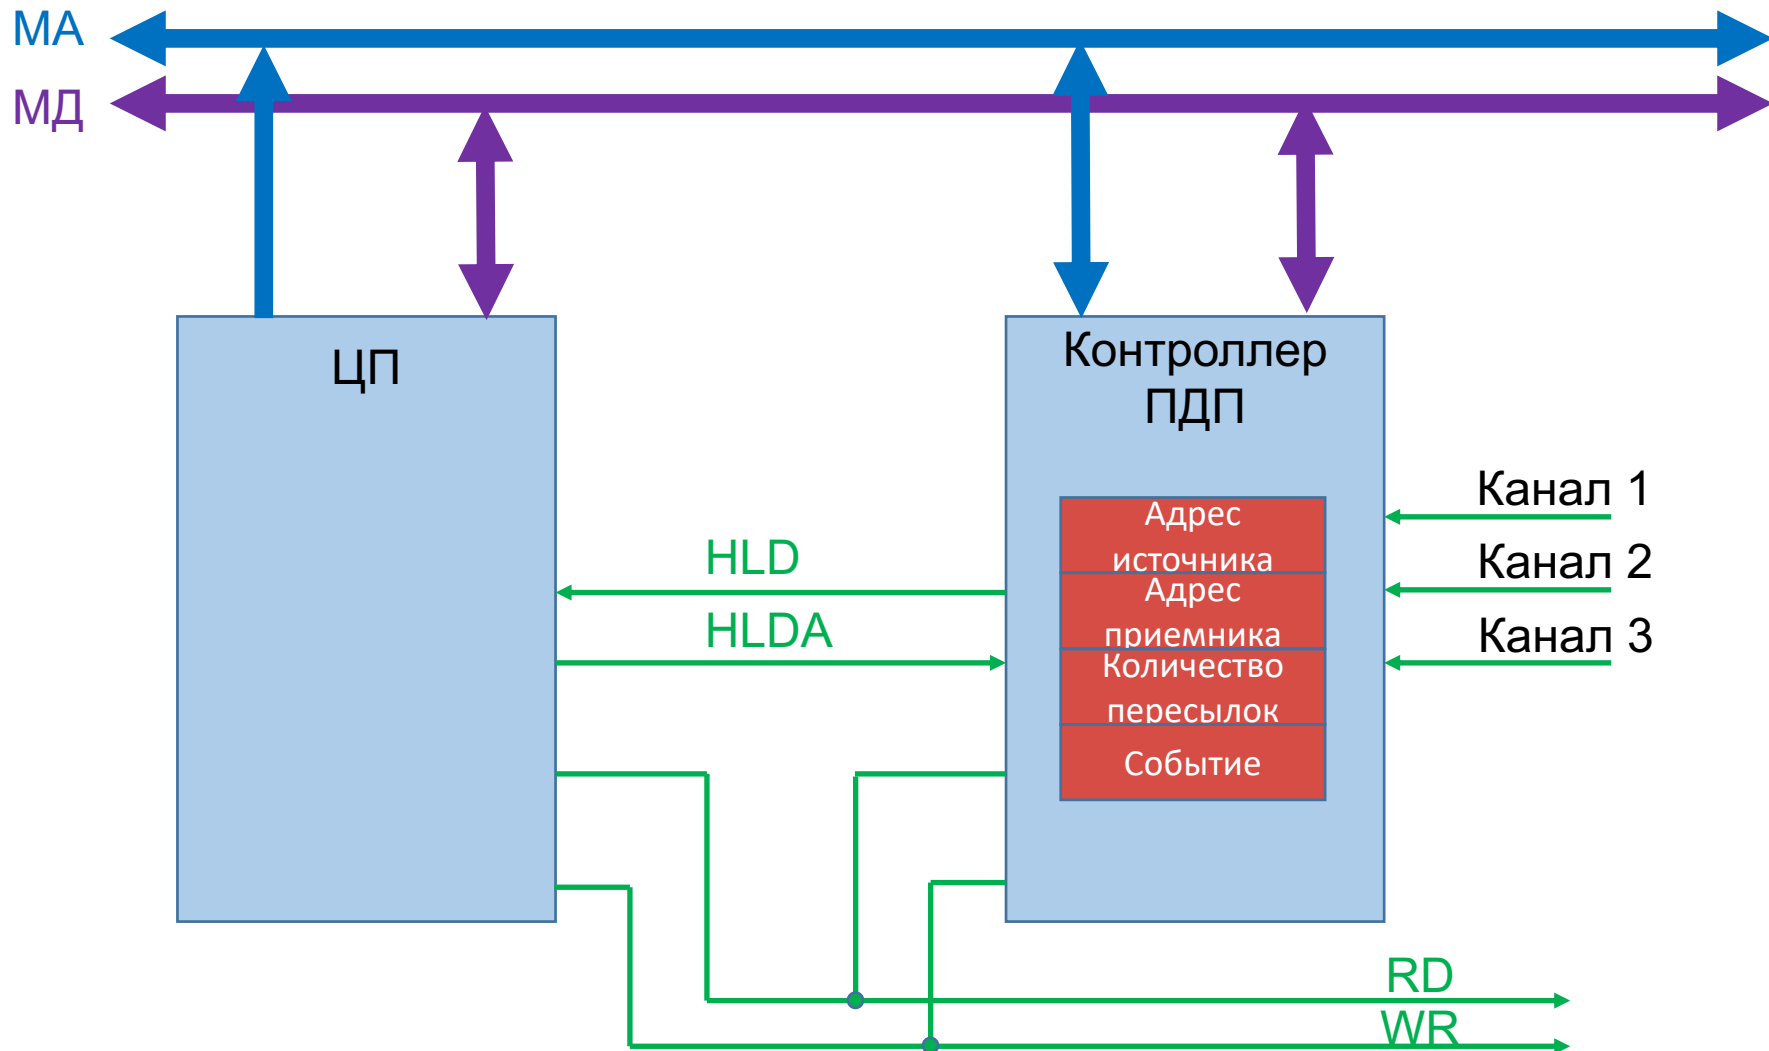 МА
МД
ЦП
Контроллер
ПДП
Адрес
источника
Адрес
приемника
Количество
пересылок
Событие
HLD
HLDA
Канал 1
Канал 2
Канал 3
RD
WR